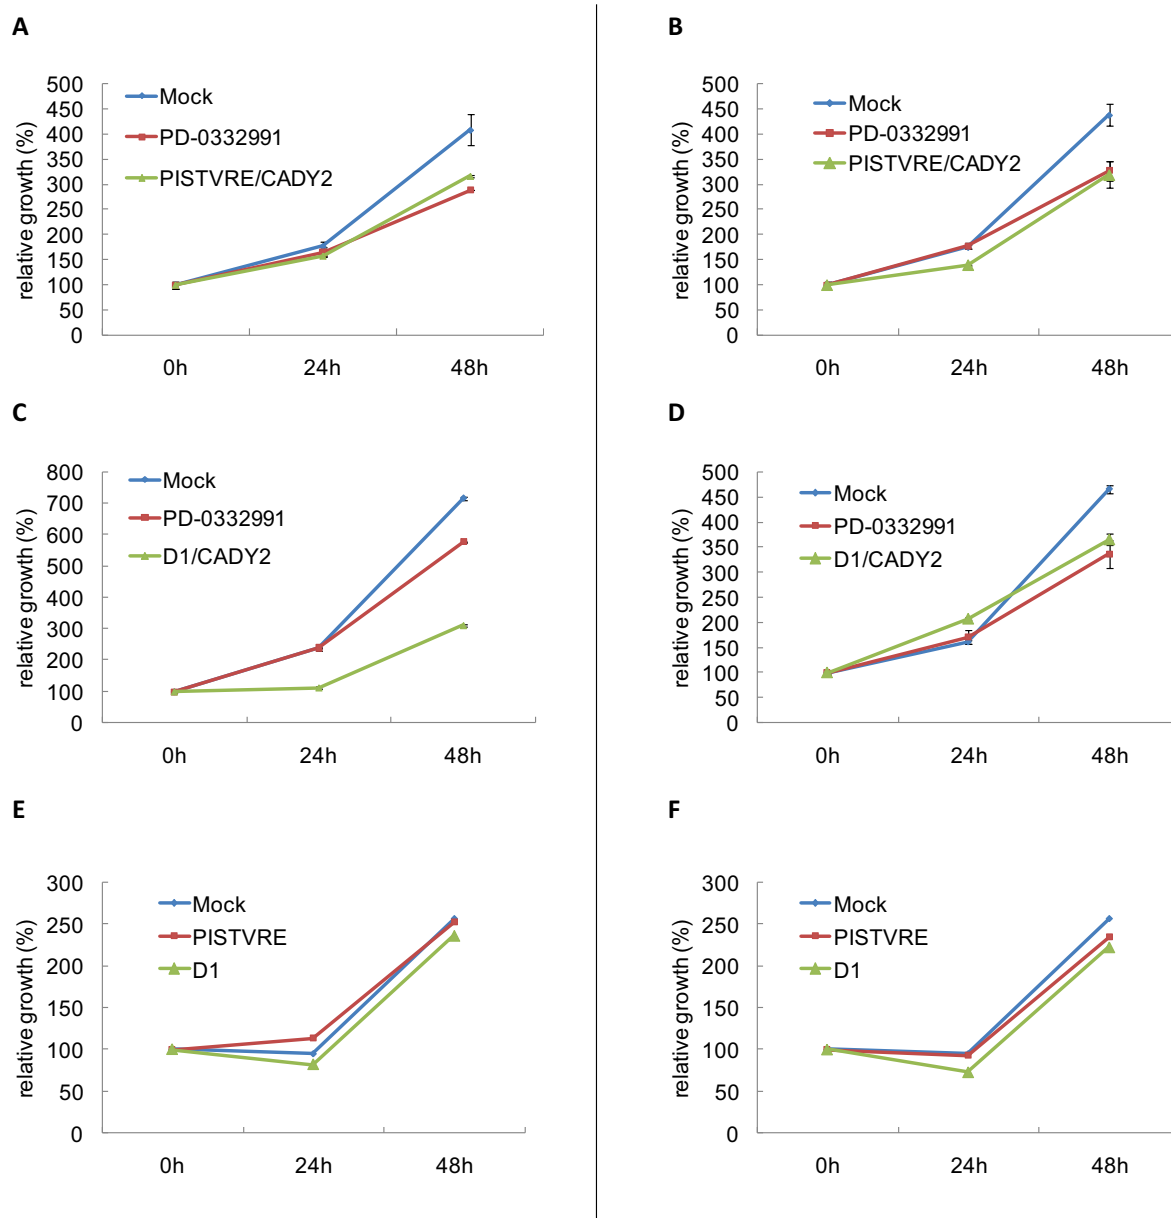 A
relative growth (%)
500
450
400
350
300
250
200
150
100
50
0
Mock
PD-0332991
PISTVRE/CADY2
0h 24h 48h
B
relative growth (%)
500
450
400
350
300
250
200
150
100
50
0
Mock
PD-0332991
PISTVRE/CADY2
0h 24h 48h
C
relative growth (%)
800
700
600
500
400
300
200
100
0
Mock
PD-0332991
D1/CADY2
0h 24h 48h
D
relative growth (%)
500
450
400
350
300
250
200
150
100
50
0
Mock
PD-0332991
D1/CADY2
0h 24h 48h
E
relative growth (%)
300
250
200
150
100
50
0
Mock
PISTVRE
D1
0h 24h 48h
F
relative growth (%)
300
250
200
150
100
50
0
Mock
PISTVRE
D1
0h 24h 48h